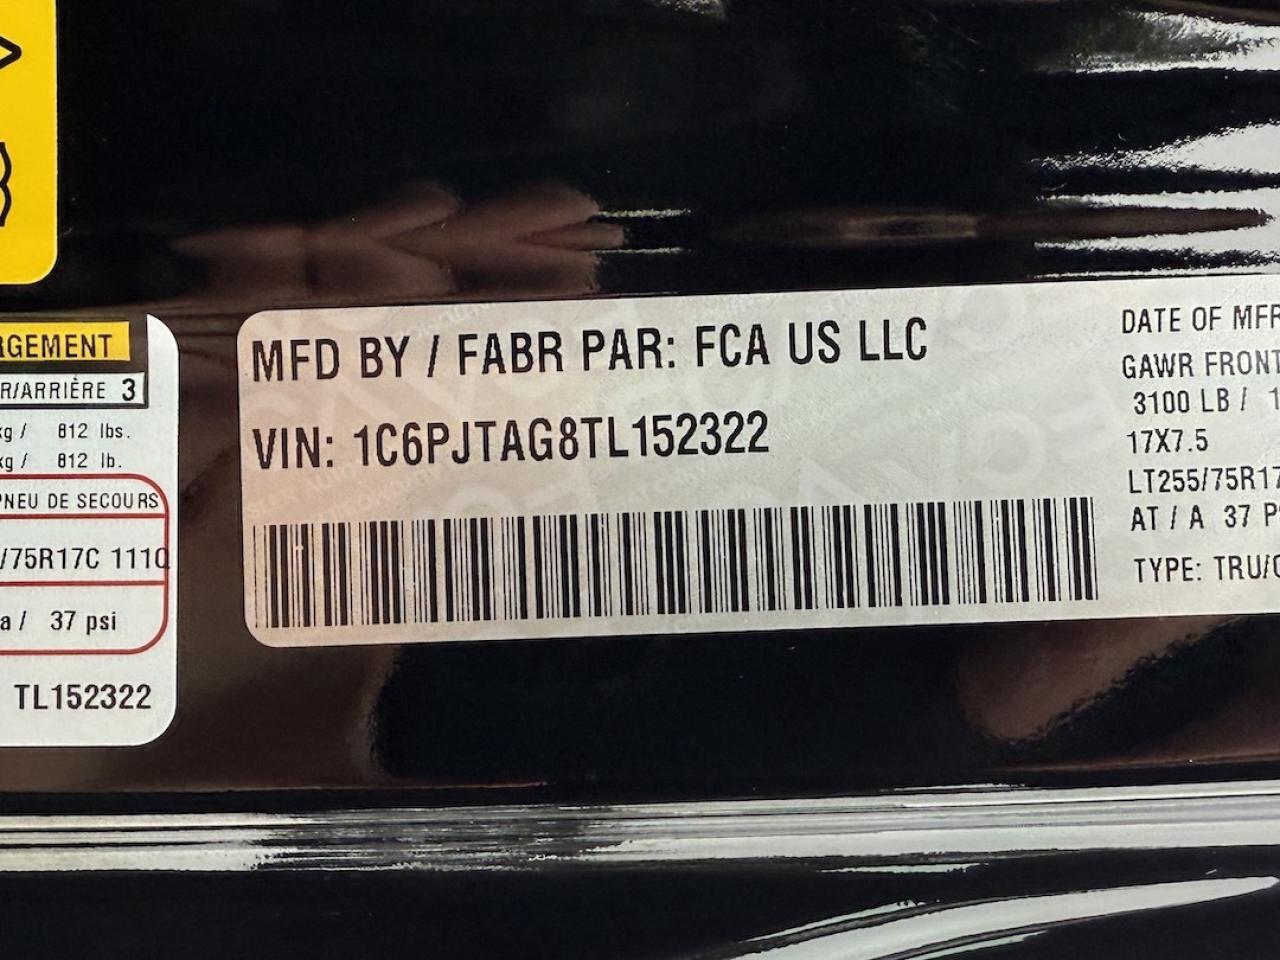 RGEMENT
R/ARRIÈRE 3
kg / 812 lbs.
kg / 812 lb.
PNEU DE SECOURS
/75R17C 111Q
a / 37 psi
TL152322
MFD BY / FABR PAR: FCA US LLC
VIN: 1C6PJTAG8TL152322
DATE OF MFR
GAWR FRONT
3100 LB / 1
17X7.5
LT255/75R17
AT / A 37 PS
TYPE: TRU/C